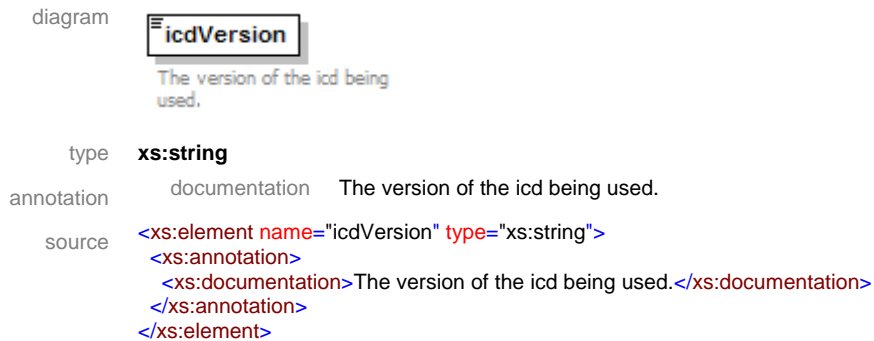 diagram
icdVersion
The version of the icd being
used.
type xs:string
annotation documentation The version of the icd being used.
source <xs:element name="icdVersion" type="xs:string">
<xs:annotation>
<xs:documentation>The version of the icd being used.</xs:documentation>
</xs:annotation>
</xs:element>